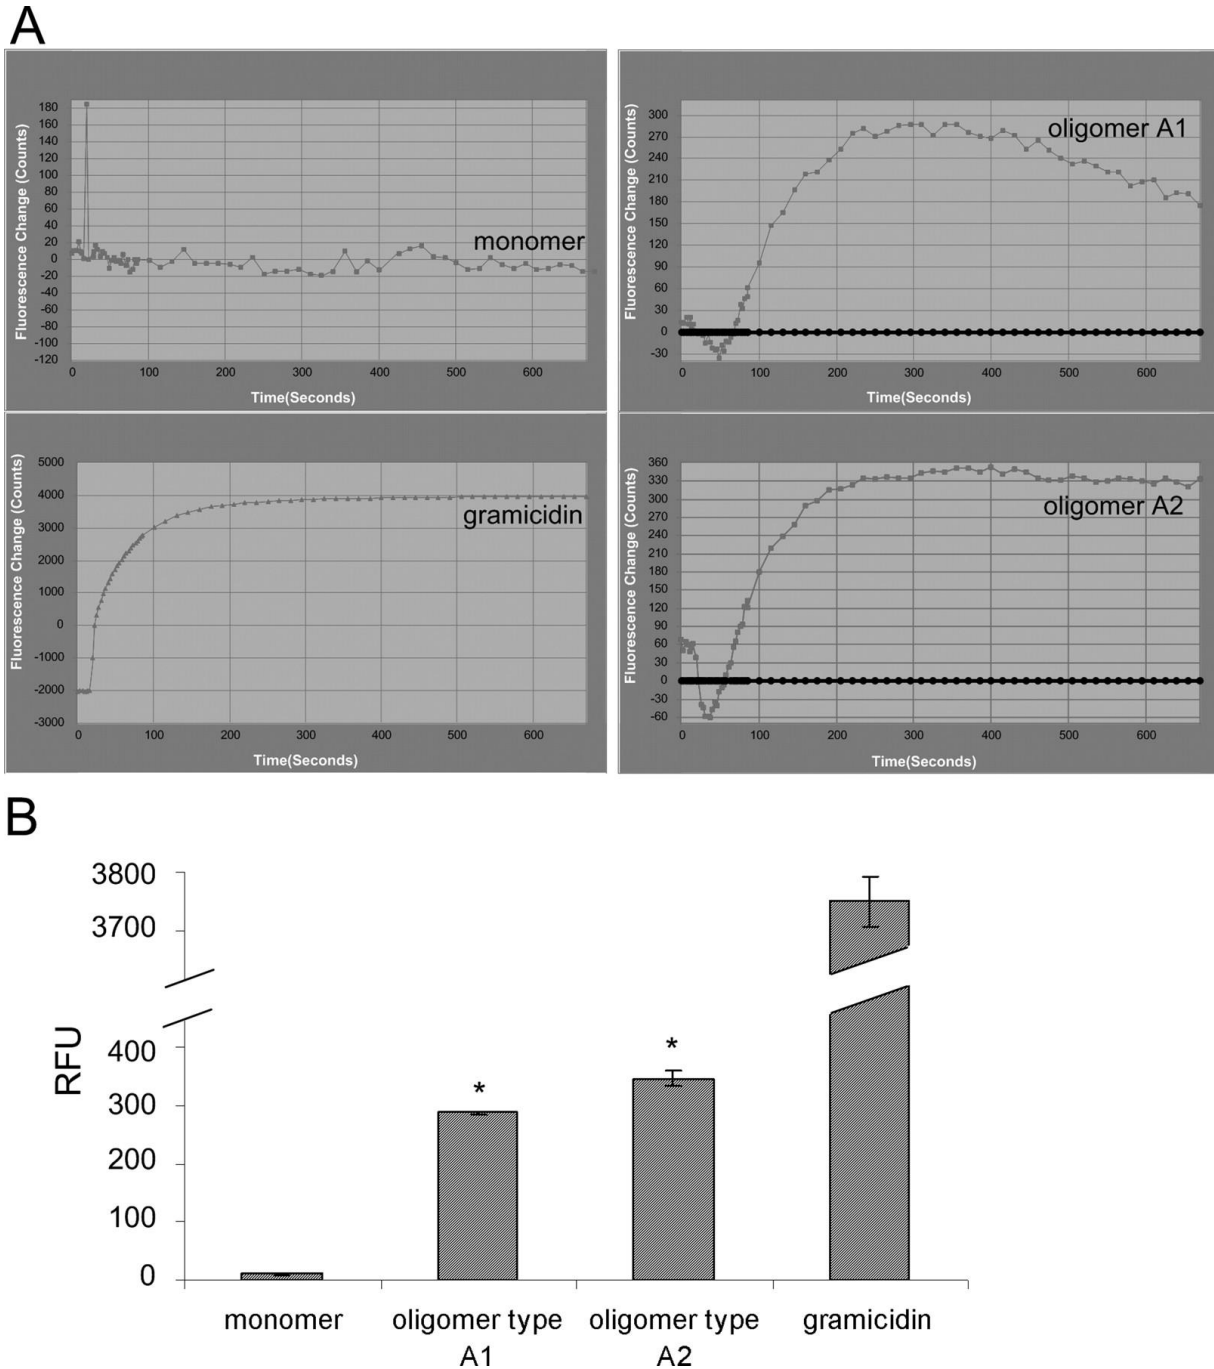 A
180
160
140
120
100
80
60
40
20
0
-20
-40
-60
-80
-100
-120
Fluorescence Change (Counts)
monomer
0 100 200 300 400 500 600
Time(Seconds)
300
270
240
210
180
150
120
90
60
30
0
-30
Fluorescence Change (Counts)
oligomer A1
0 100 200 300 400 500 600
Time(Seconds)
5000
4000
3000
2000
1000
0
-1000
-2000
-3000
Fluorescence Change (Counts)
gramicidin
0 100 200 300 400 500 600
Time(Seconds)
360
330
300
270
240
210
180
150
120
90
60
30
0
-30
-60
Fluorescence Change (Counts)
oligomer A2
0 100 200 300 400 500 600
Time(Seconds)
B
3800
3700
400
300
200
100
0
RFU
*
*
monomer oligomer type oligomer type gramicidin
A1 A2